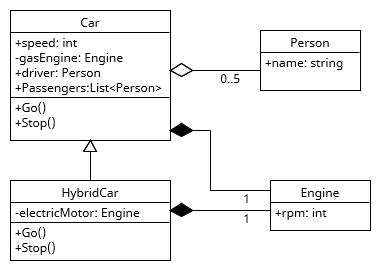 Car
+speed: int
-gasEngine: Engine
+driver: Person
+Passengers:List<Person>
+Go()
+Stop()
Person
+name: string
0..5
HybridCar
-electricMotor: Engine
+Go()
+Stop()
1
1
Engine
+rpm: int